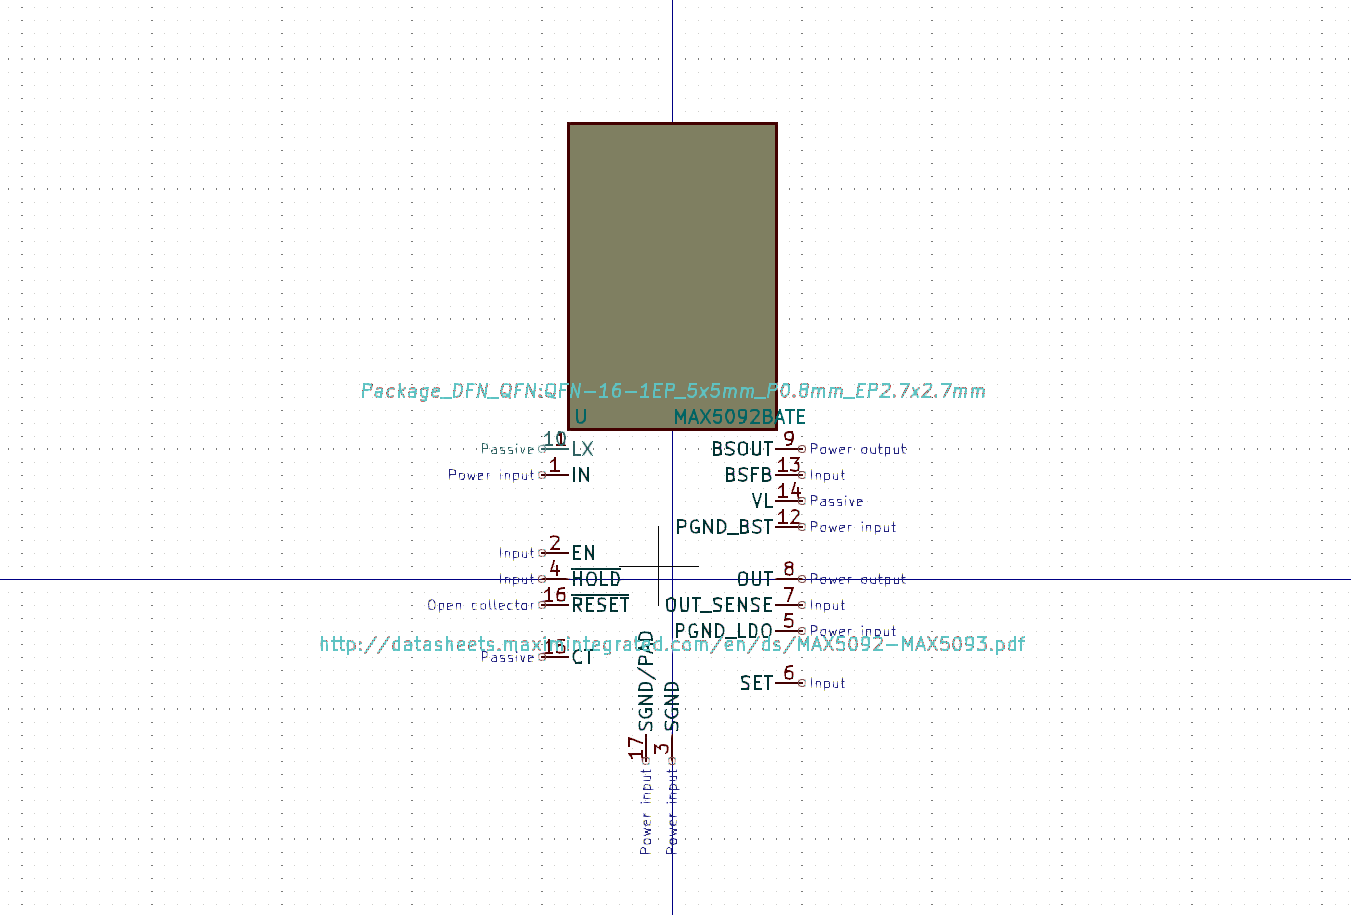 Package_DFN_QFN:QFN-16-1EP_5x5mm_P0.8mm_EP2.7x2.7mm
U MAX5092BATE
Passive LX BSOUT 9 Power output
Power input 1 IN BSFB 13 Input
VL 14 Passive
PGND_BST 12 Power input
Input 2 EN
Input 4 HOLD OUT 8 Power output
Open collector 16 RESET OUT_SENSE 7 Input
PGND_LDO 5 Power input
http://datasheets.maximintegrated.com/en/ds/MAX5092-MAX5093.pdf
Passive 15 CT
SET 6 Input
SGND/PAD 17 Power input
SGND 3 Power input